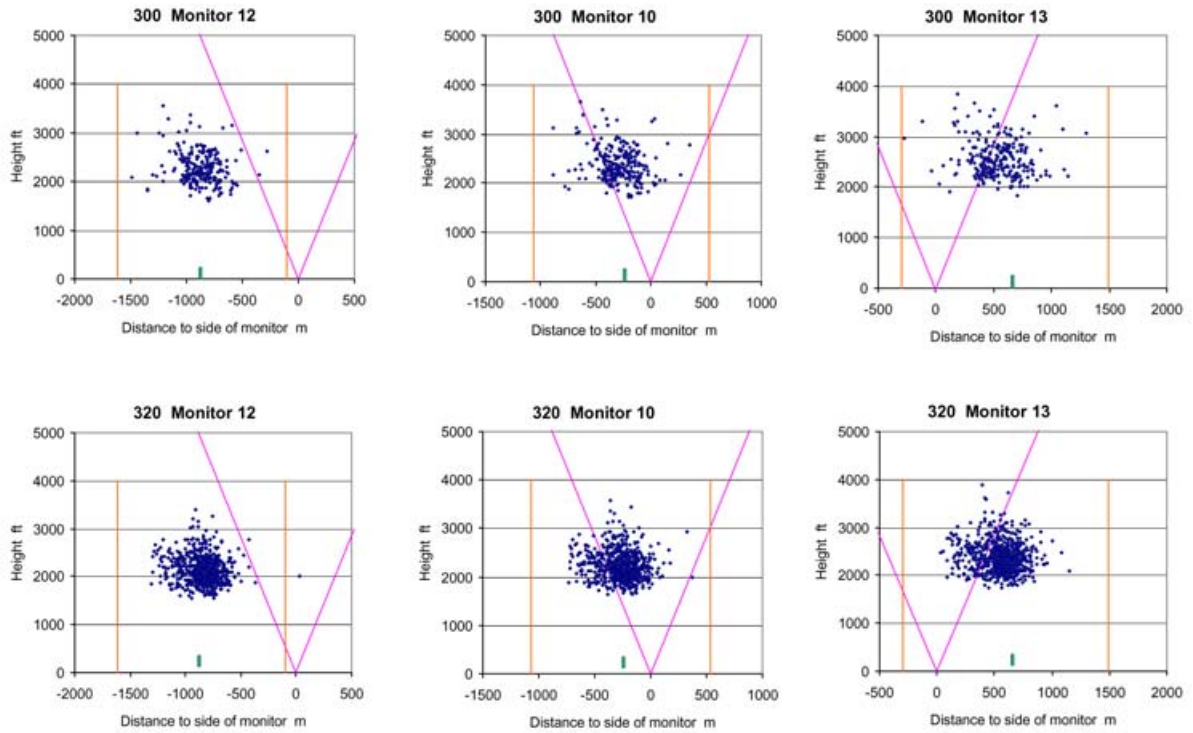 300 Monitor 12
5000
4000
3000
2000
1000
0
Height ft
-2000 -1500 -1000 -500 0 500
Distance to side of monitor m
300 Monitor 10
5000
4000
3000
2000
1000
0
Height ft
-1500 -1000 -500 0 500 1000
Distance to side of monitor m
300 Monitor 13
5000
4000
3000
2000
1000
0
Height ft
-500 0 500 1000 1500 2000
Distance to side of monitor m
320 Monitor 12
5000
4000
3000
2000
1000
0
Height ft
-2000 -1500 -1000 -500 0 500
Distance to side of monitor m
320 Monitor 10
5000
4000
3000
2000
1000
0
Height ft
-1500 -1000 -500 0 500 1000
Distance to side of monitor m
320 Monitor 13
5000
4000
3000
2000
1000
0
Height ft
-500 0 500 1000 1500 2000
Distance to side of monitor m